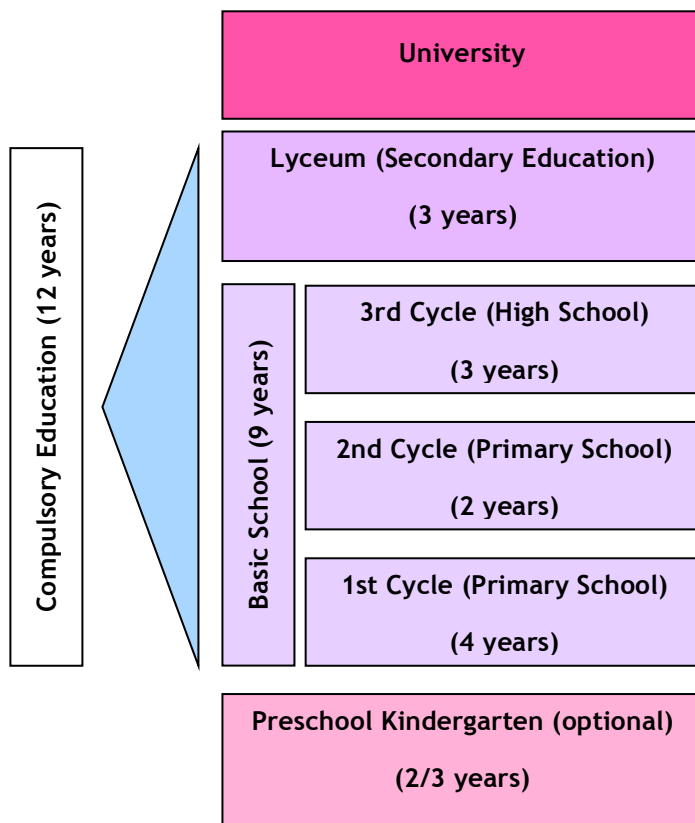 University
Lyceum (Secondary Education)
(3 years)
Compulsory Education (12 years)
Basic School (9 years)
3rd Cycle (High School)
(3 years)
2nd Cycle (Primary School)
(2 years)
1st Cycle (Primary School)
(4 years)
Preschool Kindergarten (optional)
(2/3 years)